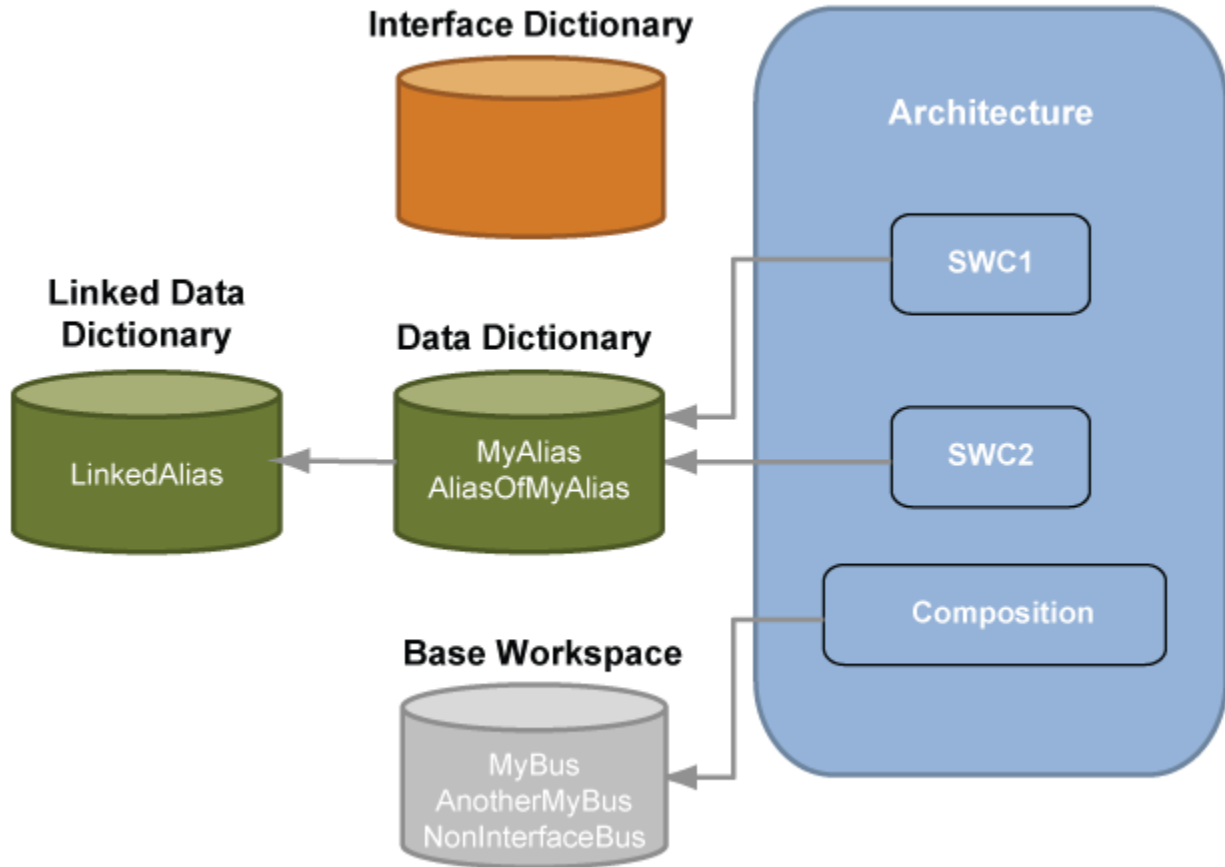 Interface Dictionary
Architecture
SWC1
Linked Data
Dictionary
Data Dictionary
LinkedAlias
MyAlias
AliasOfMyAlias
SWC2
Composition
Base Workspace
MyBus
AnotherMyBus
NonInterfaceBus